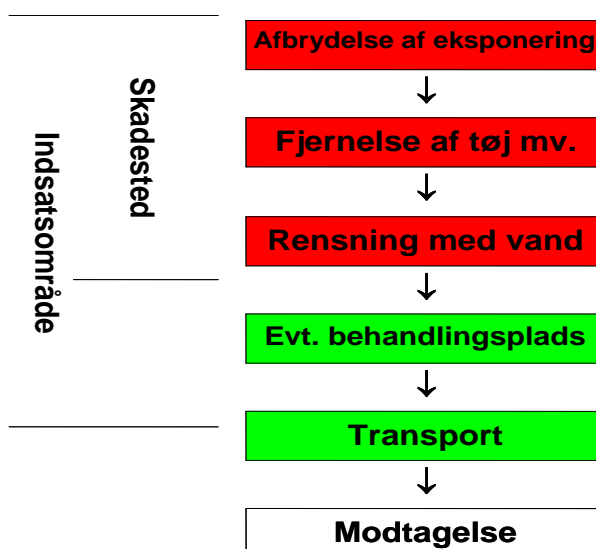 Afbrydelse af eksponering
Skadested
Indsatsområde
Fjernelse af tøj mv.
Rensning med vand
Evt. behandlingsplads
Transport
Modtagelse